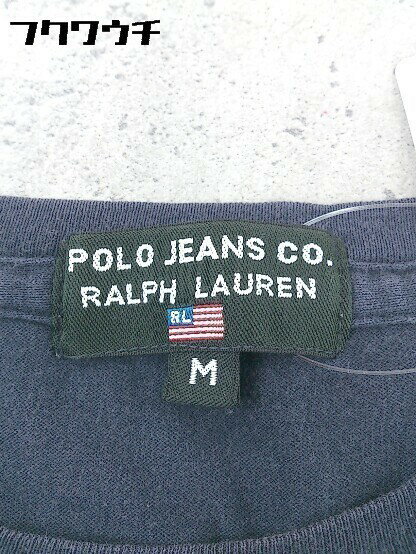 フクワウチ
POLO JEANS CO.
RALPH LAUREN
RL
M